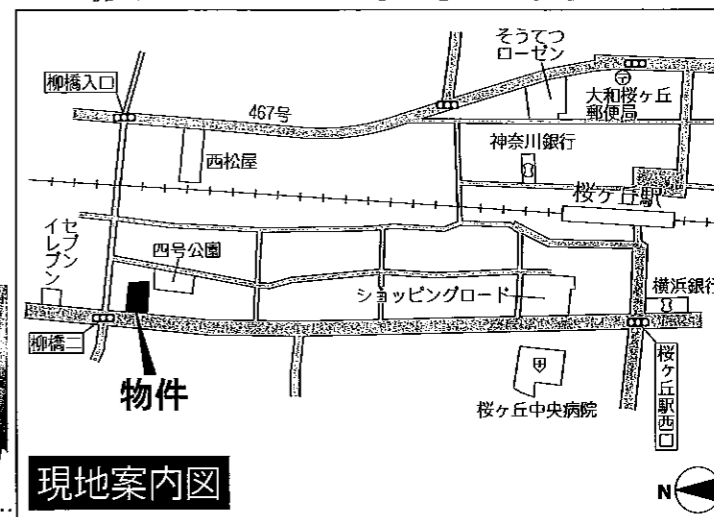 そうてつ
ローゼン
柳橋入口
467号
大和桜ヶ丘
郵便局
西松屋
神奈川銀行
桜ヶ丘駅
セブン
イレブン
四号公園
ショッピングロード
横浜銀行
柳橋二
物件
桜ヶ丘中央病院
桜ヶ丘駅西口
現地案内図
N